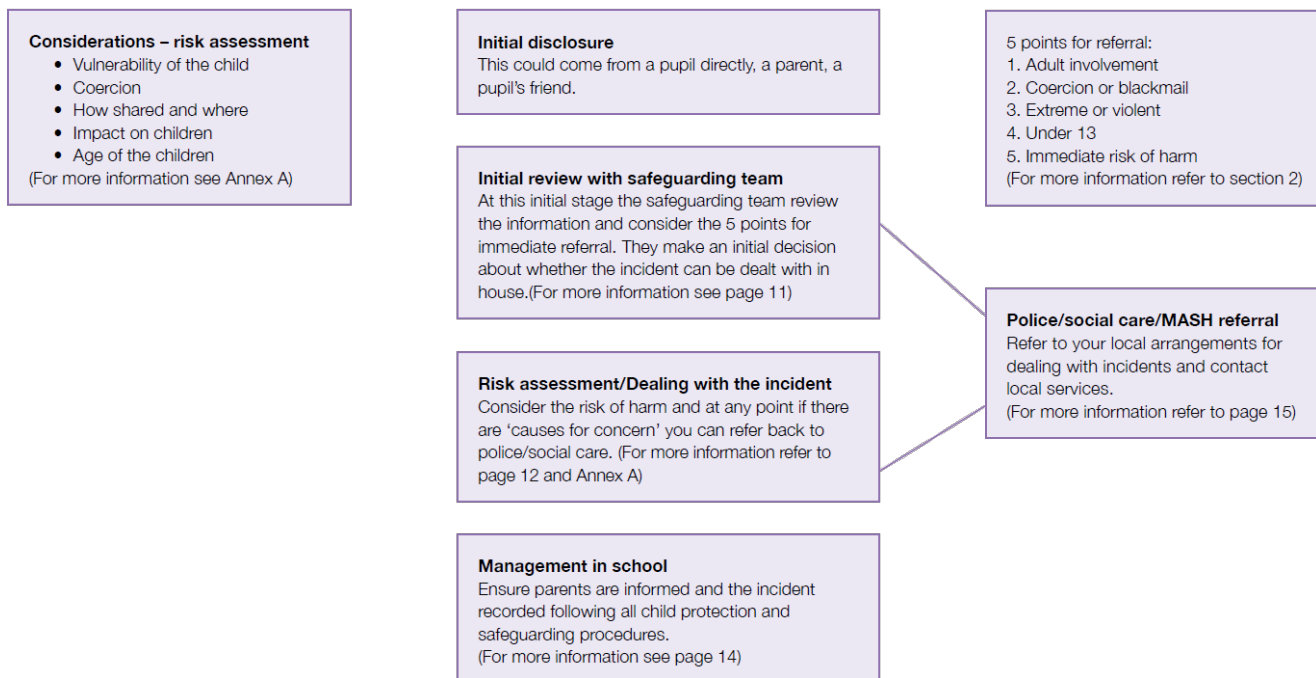 Considerations – risk assessment
• Vulnerability of the child
• Coercion
• How shared and where
• Impact on children
• Age of the children
(For more information see Annex A)
Initial disclosure
This could come from a pupil directly, a parent, a
pupil's friend.
Initial review with safeguarding team
At this initial stage the safeguarding team review
the information and consider the 5 points for
immediate referral. They make an initial decision
about whether the incident can be dealt with in
house.(For more information see page 11)
Risk assessment/Dealing with the incident
Consider the risk of harm and at any point if there
are ‘causes for concern’ you can refer back to
police/social care. (For more information refer to
page 12 and Annex A)
Management in school
Ensure parents are informed and the incident
recorded following all child protection and
safeguarding procedures.
(For more information see page 14)
5 points for referral:
1. Adult involvement
2. Coercion or blackmail
3. Extreme or violent
4. Under 13
5. Immediate risk of harm
(For more information refer to section 2)
Police/social care/MASH referral
Refer to your local arrangements for
dealing with incidents and contact
local services.
(For more information refer to page 15)